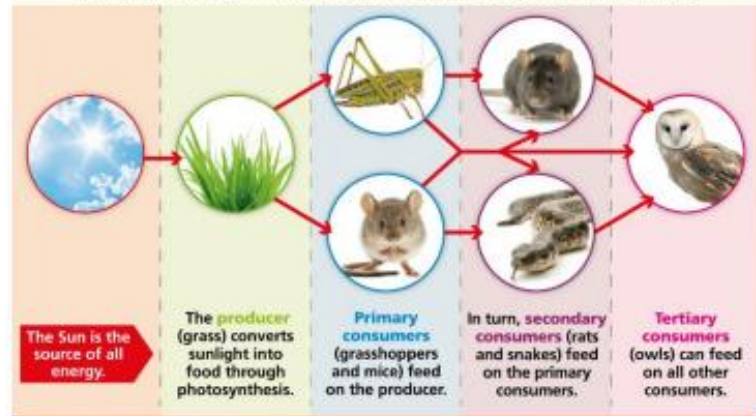 The Sun is the
source of all
energy.
The producer
(grass) converts
sunlight into
food through
photosynthesis.
Primary
consumers
(grasshoppers
and mice) feed
on the producer.
In turn, secondary
consumers (rats
and snakes) feed
on the primary
consumers.
Tertiary
consumers
(owls) can feed
on all other
consumers.